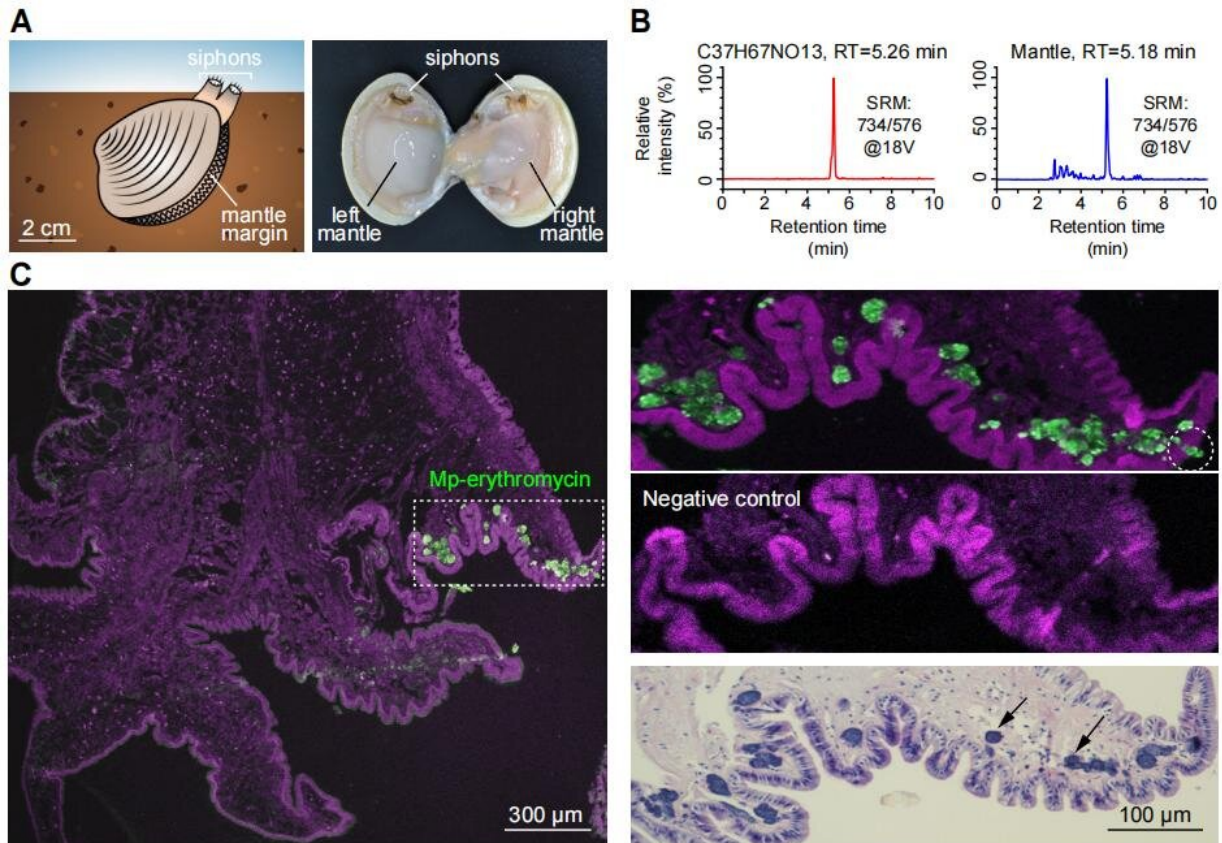 A
siphons
mantle
margin
2 cm
siphons
left
mantle
right
mantle
B
C37H67NO13, RT=5.26 min
Relative
intensity (%)
0
50
100
SRM:
734/576
@18V
0 2 4 6 8 10
Retention time
(min)
Mantle, RT=5.18 min
0
50
100
SRM:
734/576
@18V
0 2 4 6 8 10
Retention time
(min)
C
Mp-erythromycin
300 µm
Negative control
100 µm